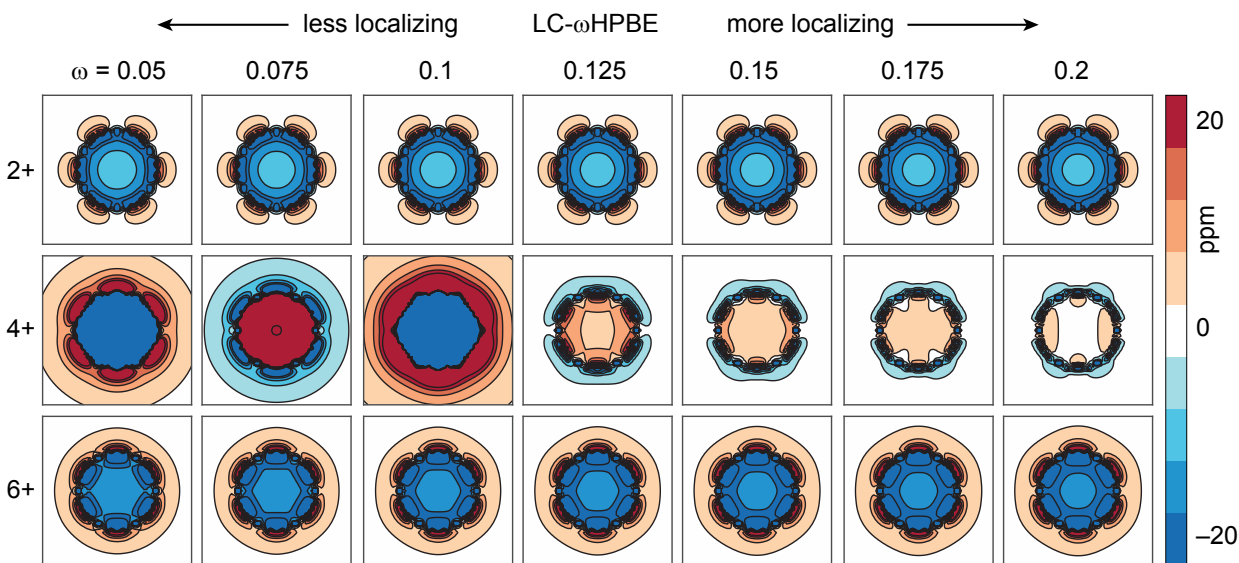 less localizing LC-ωHPBE more localizing
ω = 0.05 0.075 0.1 0.125 0.15 0.175 0.2
2+
4+
6+
20
ppm
0
–20